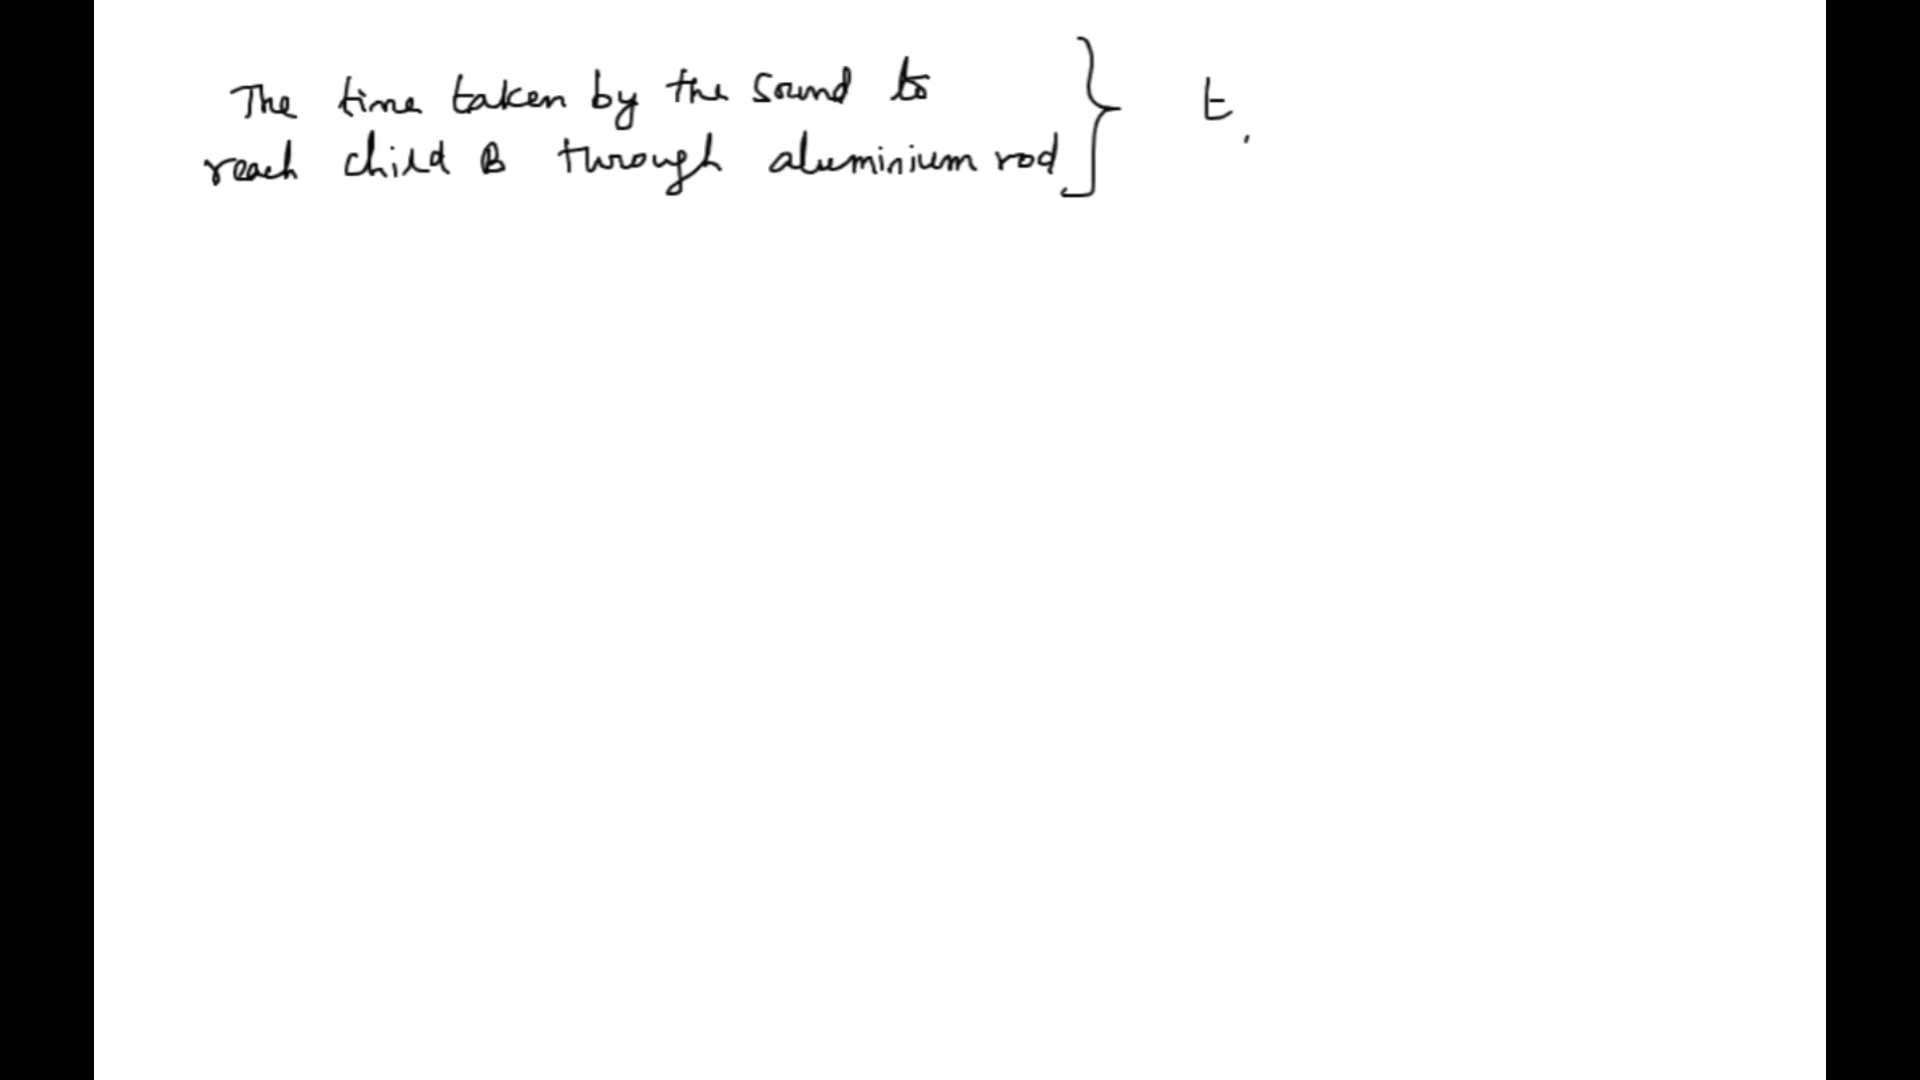 The time taken by the sound to } t
reach child B through aluminium rod